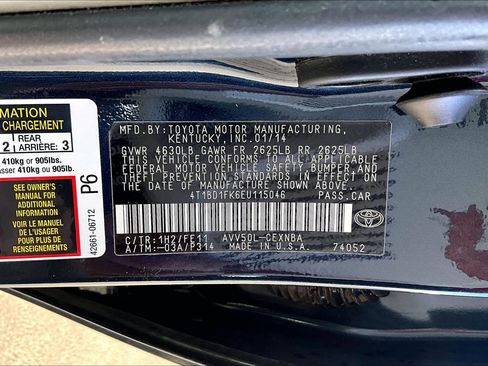 MFD.BY:TOYOTA MOTOR MANUFACTURING,
KENTUCKY, INC.01/14
GVWR 4630LB GAWR FR 2625LB RR 2625LB
THIS VEHICLE CONFORMS TO ALL APPLICABLE
FEDERAL MOTOR VEHICLE SAFETY, BUMPER, AND
THEFT PREVENTION STANDARDS IN EFFECT ON
THE DATE OF MANUFACTURE SHOWN ABOVE.
4T1BD1FK6EU115046 PASS.CAR
C/TR:1H2/FE11 AVV50L-CEXNBA
A/TM:-03A/P314 MADE IN U.S.A. 74052
TOYOTA
RMATION
CHARGEMENT
2 REAR
ARRIÈRE: 3
410kg or 905lbs.
sser 410kg ou 905lb.
SEE OWNER'S
MANUAL FOR
ADDITIONAL
INFORMATION
VOIR LE MANUEL
DE L'USAGER
POUR PLUS DE
RENSEIGNEMENTS
P6
42661-06712